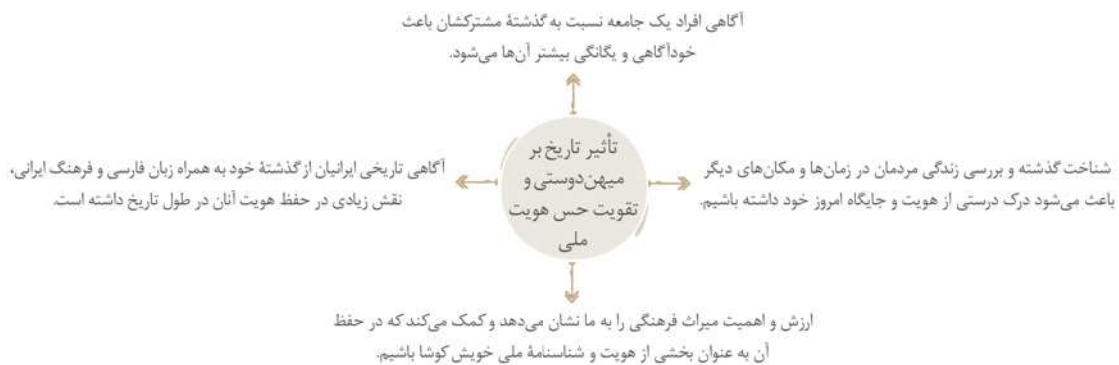 آگاهی افراد یک جامعه نسبت به گذشتهٔ مشترکشان باعث
خودآگاهی و یگانگی بیشتر آن‌ها می‌شود.
تأثیر تاریخ بر
میهن‌دوستی و
تقویت حس هویت
ملی
شناخت گذشته و بررسی زندگی مردمان در زمان‌ها و مکان‌های دیگر
باعث می‌شود درک درستی از هویت و جایگاه امروز خود داشته باشیم.
آگاهی تاریخی ایرانیان از گذشتهٔ خود به همراه زبان فارسی و فرهنگ ایرانی،
نقش زیادی در حفظ هویت آنان در طول تاریخ داشته است.
ارزش و اهمیت میراث فرهنگی را به ما نشان می‌دهد و کمک می‌کند که در حفظ
آن به عنوان بخشی از هویت و شناسنامهٔ ملی خویش کوشا باشیم.